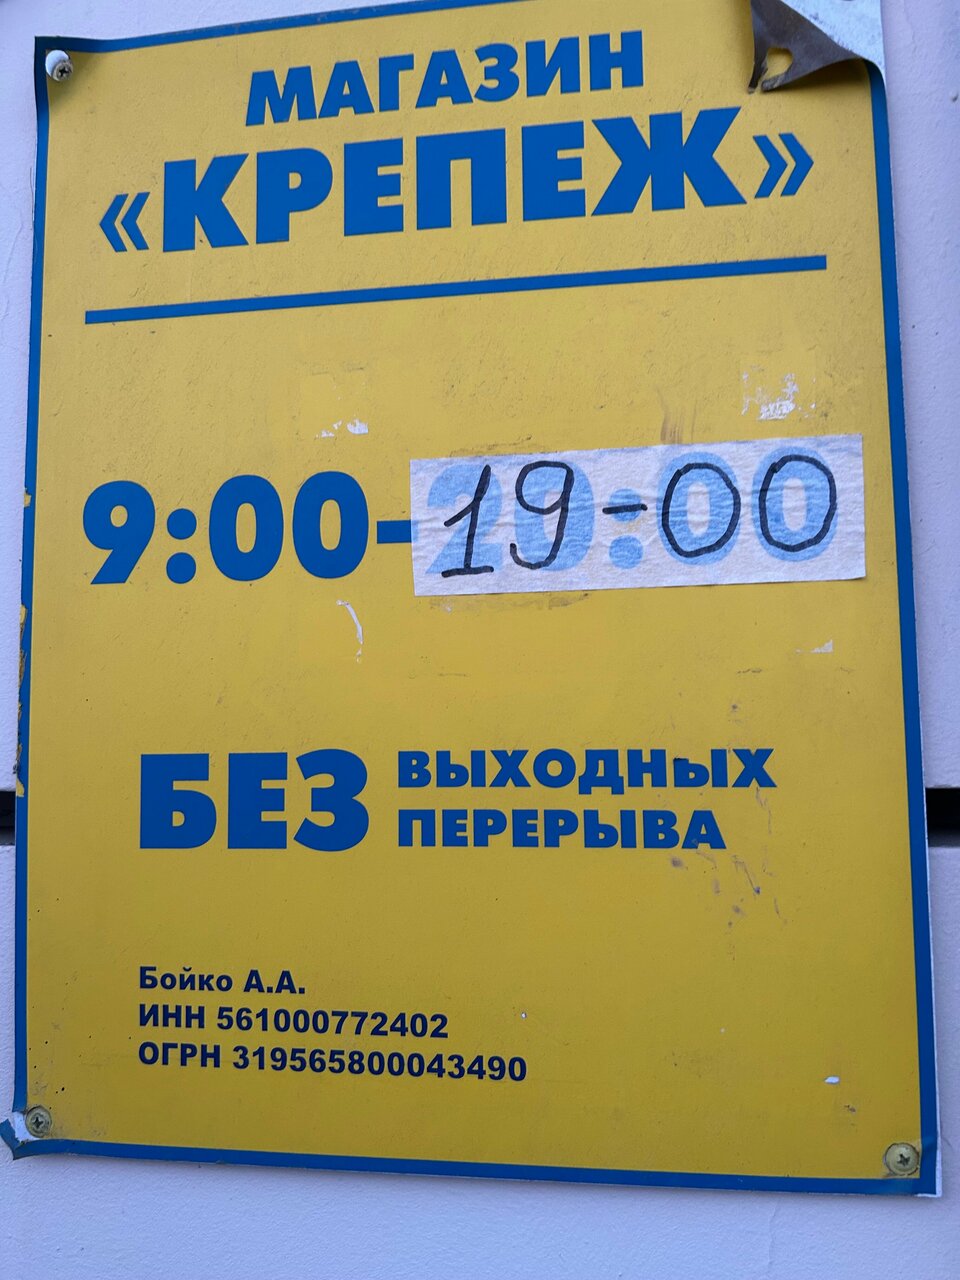 МАГАЗИН
«КРЕПЕЖ»
9:00-19-00
БЕЗ ВЫХОДНЫХ
ПЕРЕРЫВА
Бойко А.А.
ИНН 561000772402
ОГРН 319565800043490